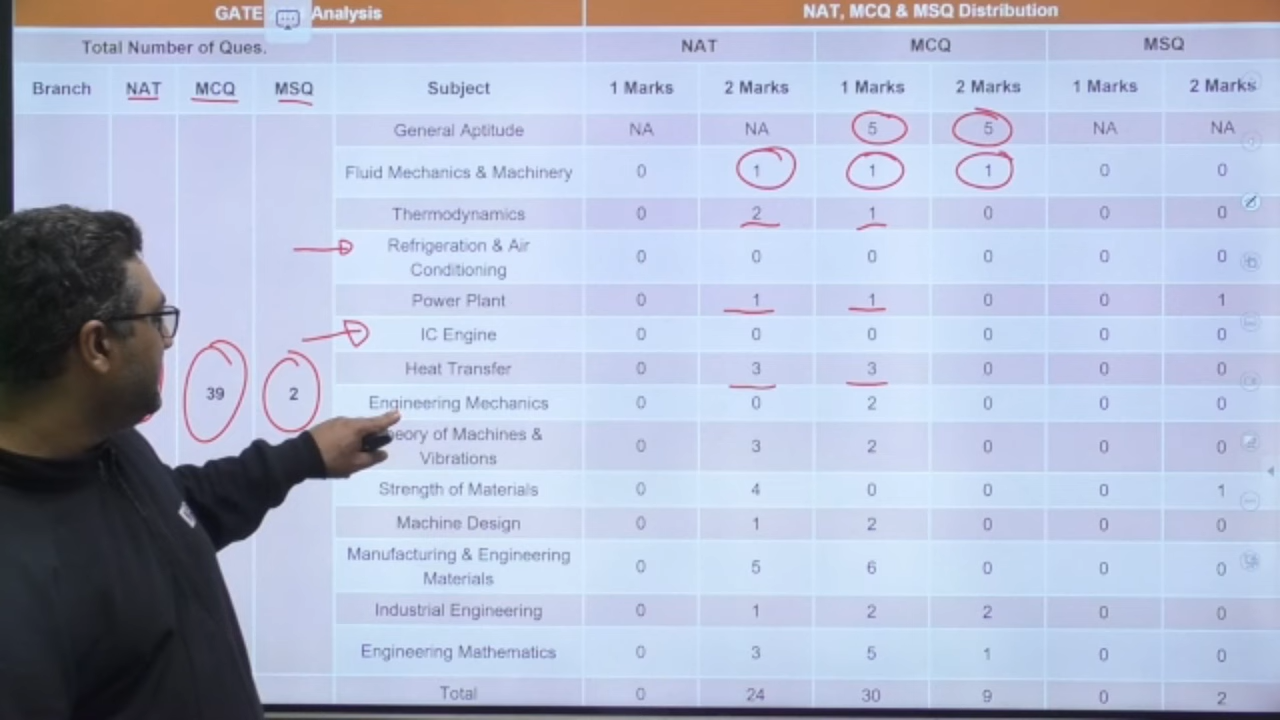 GATE Analysis NAT, MCQ & MSQ Distribution
Total Number of Ques. NAT MCQ MSQ
Branch NAT MCQ MSQ Subject 1 Marks 2 Marks 1 Marks 2 Marks 1 Marks 2 Marks
General Aptitude NA NA 5 5 NA NA
Fluid Mechanics & Machinery 0 1 1 1 0 0
Thermodynamics 0 2 1 0 0 0
Refrigeration & Air
Conditioning 0 0 0 0 0 0
Power Plant 0 1 1 0 0 1
IC Engine 0 0 0 0 0 0
Heat Transfer 0 3 3 0 0 0
39 2
Engineering Mechanics 0 0 2 0 0 0
eory of Machines &
Vibrations 0 3 2 0 0 0
Strength of Materials 0 4 0 0 0 1
Machine Design 0 1 2 0 0 0
Manufacturing & Engineering
Materials 0 5 6 0 0 0
Industrial Engineering 0 1 2 2 0 0
Engineering Mathematics 0 3 5 1 0 0
Total 0 24 30 9 0 2